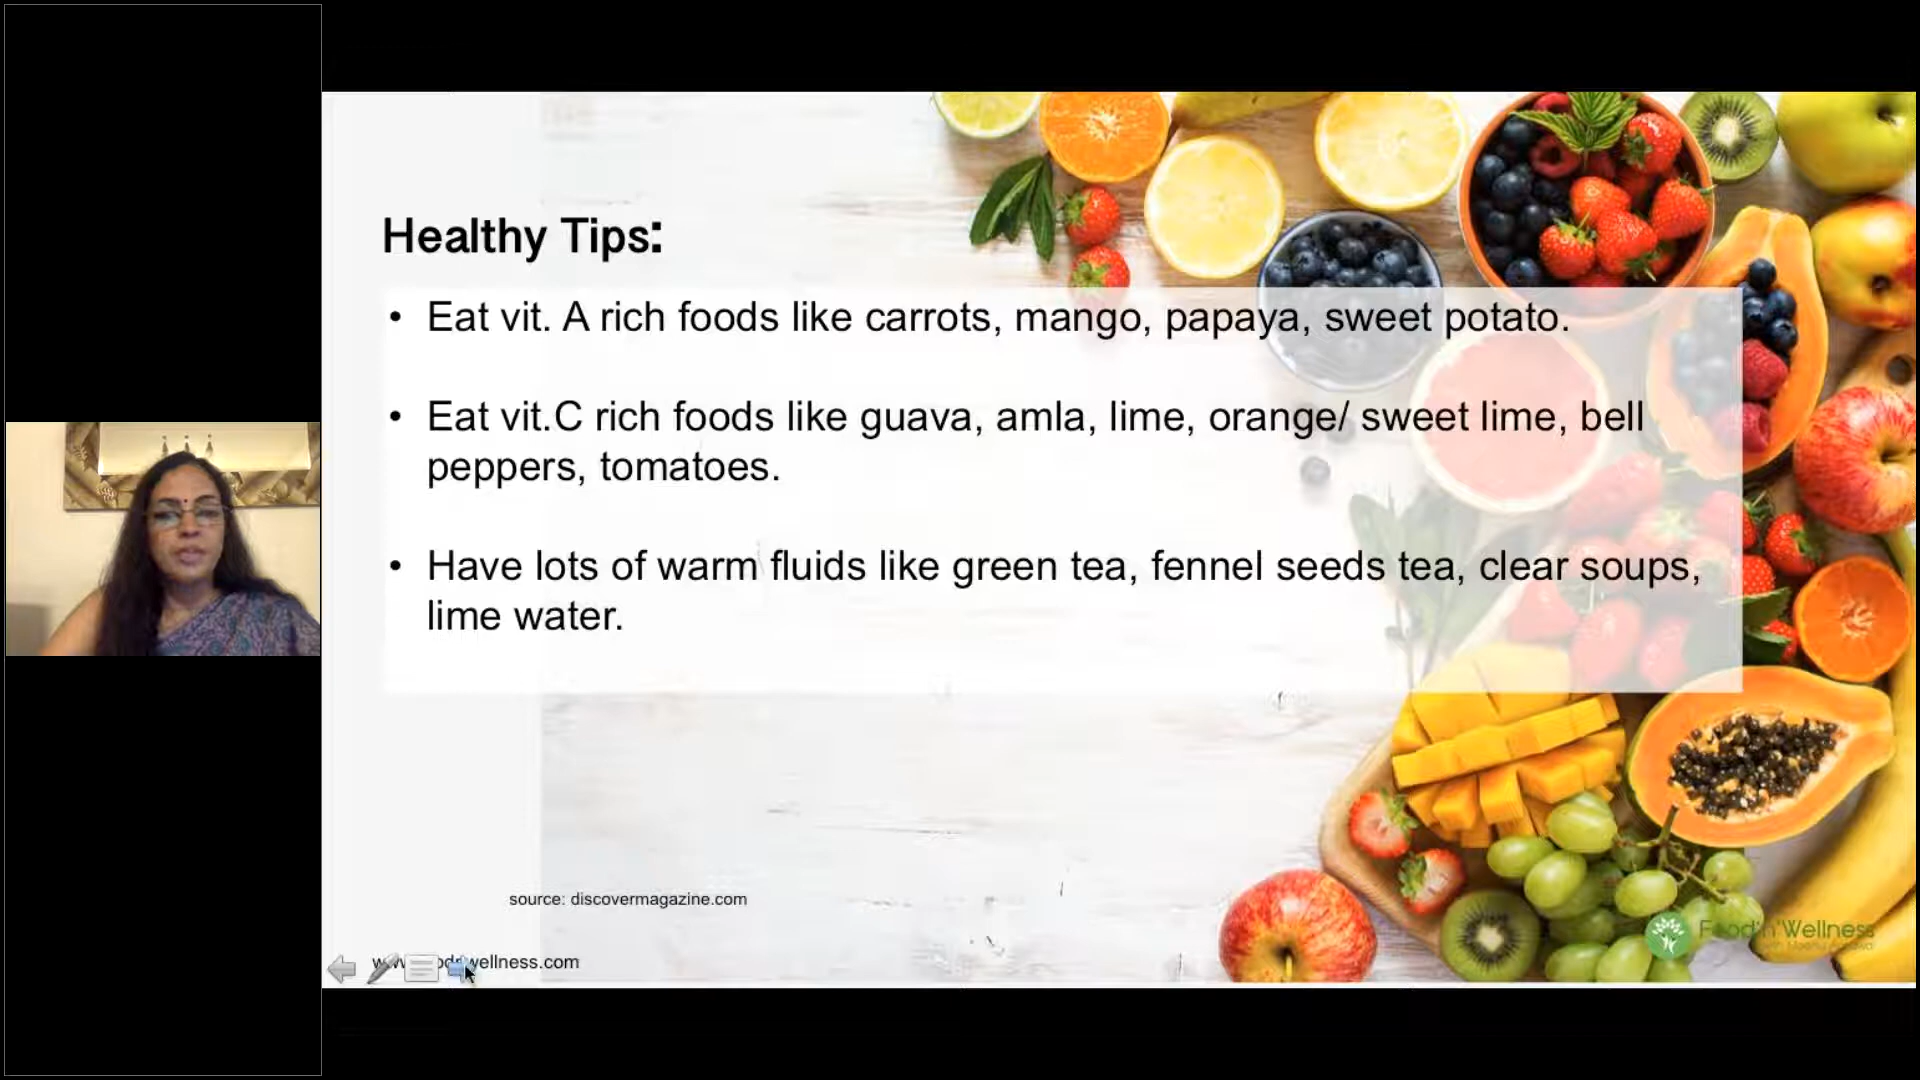 Healthy Tips:
• Eat vit. A rich foods like carrots, mango, papaya, sweet potato.
• Eat vit.C rich foods like guava, amla, lime, orange/ sweet lime, bell
peppers, tomatoes.
• Have lots of warm fluids like green tea, fennel seeds tea, clear soups,
lime water.
source: discovermagazine.com
Food'n'Wellness